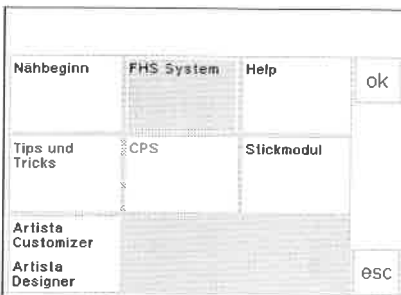 Nähbeginn
FHS System
Help
ok
Tips und
Tricks
CPS
Stickmodul
Artista
Customizer
Artista
Designer
esc